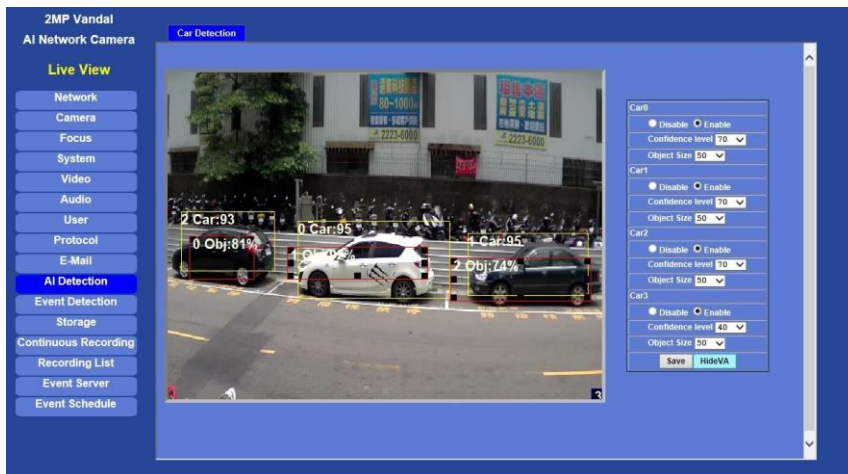 2MP Vandal
AI Network Camera
Live View
Network
Camera
Focus
System
Video
Audio
User
Protocol
E-Mail
AI Detection
Event Detection
Storage
Continuous Recording
Recording List
Event Server
Event Schedule
Car Detection
80-1000
2223-6000
2223-6000
2 Car:93
0 Car:95
1 Car:95
0 Obj:81%
2 Obj:74%
3
Car0
Disable Enable
Confidence level 70
Object Size 50
Car1
Disable Enable
Confidence level 70
Object Size 50
Car2
Disable Enable
Confidence level 70
Object Size 50
Car3
Disable Enable
Confidence level 40
Object Size 50
Save HideVA